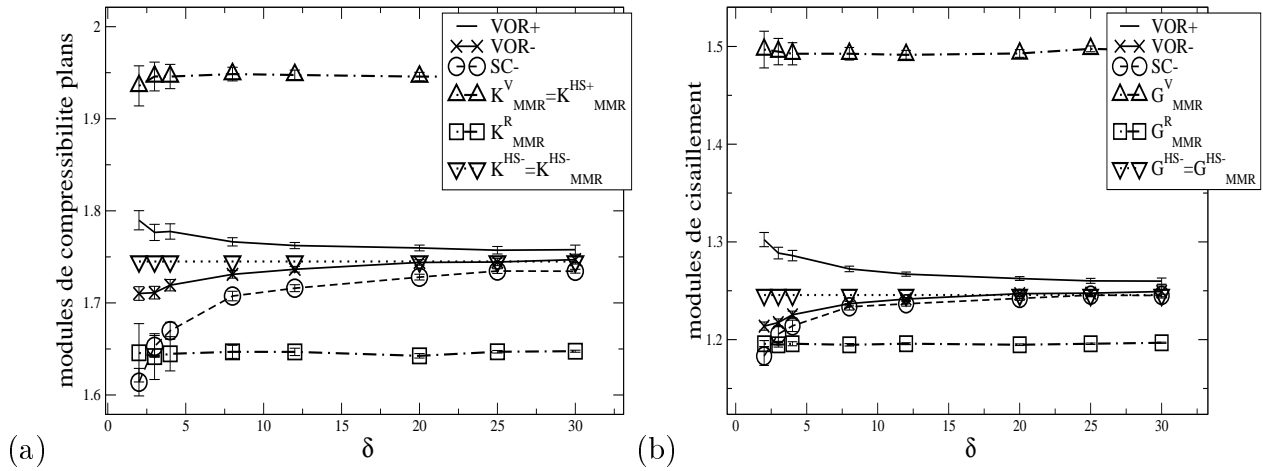 modules de compressibilite plans
2
1.9
1.8
1.7
1.6
0 5 10 15 20 25 30
δ
VOR+
VOR-
SC-
K^V_MMR=K^HS+_MMR
K^R_MMR
K^HS-=K^HS-_MMR
(a)
modules de cisaillement
1.5
1.4
1.3
1.2
0 5 10 15 20 25 30
δ
VOR+
VOR-
SC-
G^V_MMR
G^R_MMR
G^HS-=G^HS-_MMR
(b)